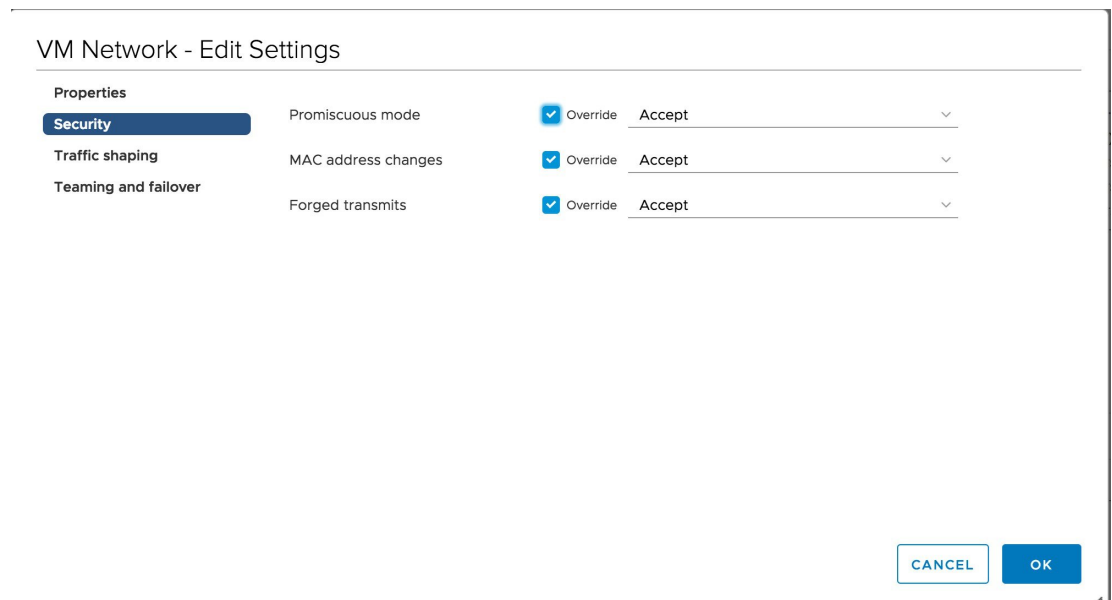 VM Network - Edit Settings
Properties
Security
Traffic shaping
Teaming and failover
Promiscuous mode Override Accept
MAC address changes Override Accept
Forged transmits Override Accept
CANCEL OK